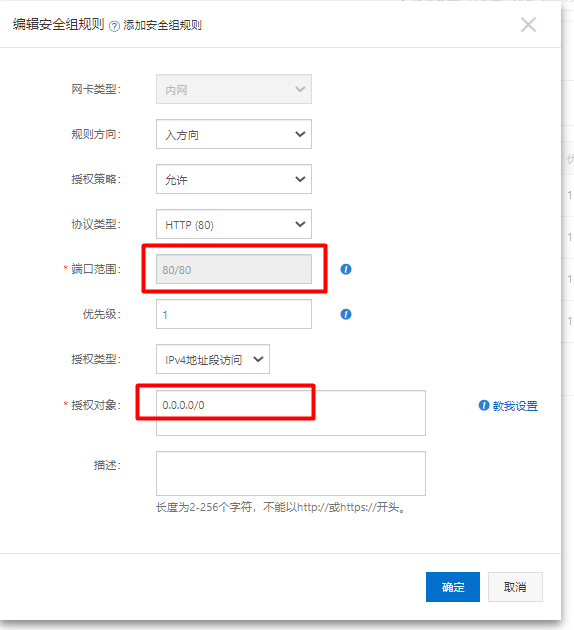 编辑安全组规则 ? 添加安全组规则
网卡类型: 内网
规则方向: 入方向
授权策略: 允许
协议类型: HTTP (80)
* 端口范围: 80/80
优先级: 1
授权类型: IPv4地址段访问
* 授权对象: 0.0.0.0/0 教我设置
描述:
长度为2-256个字符，不能以http://或https://开头。
确定 取消